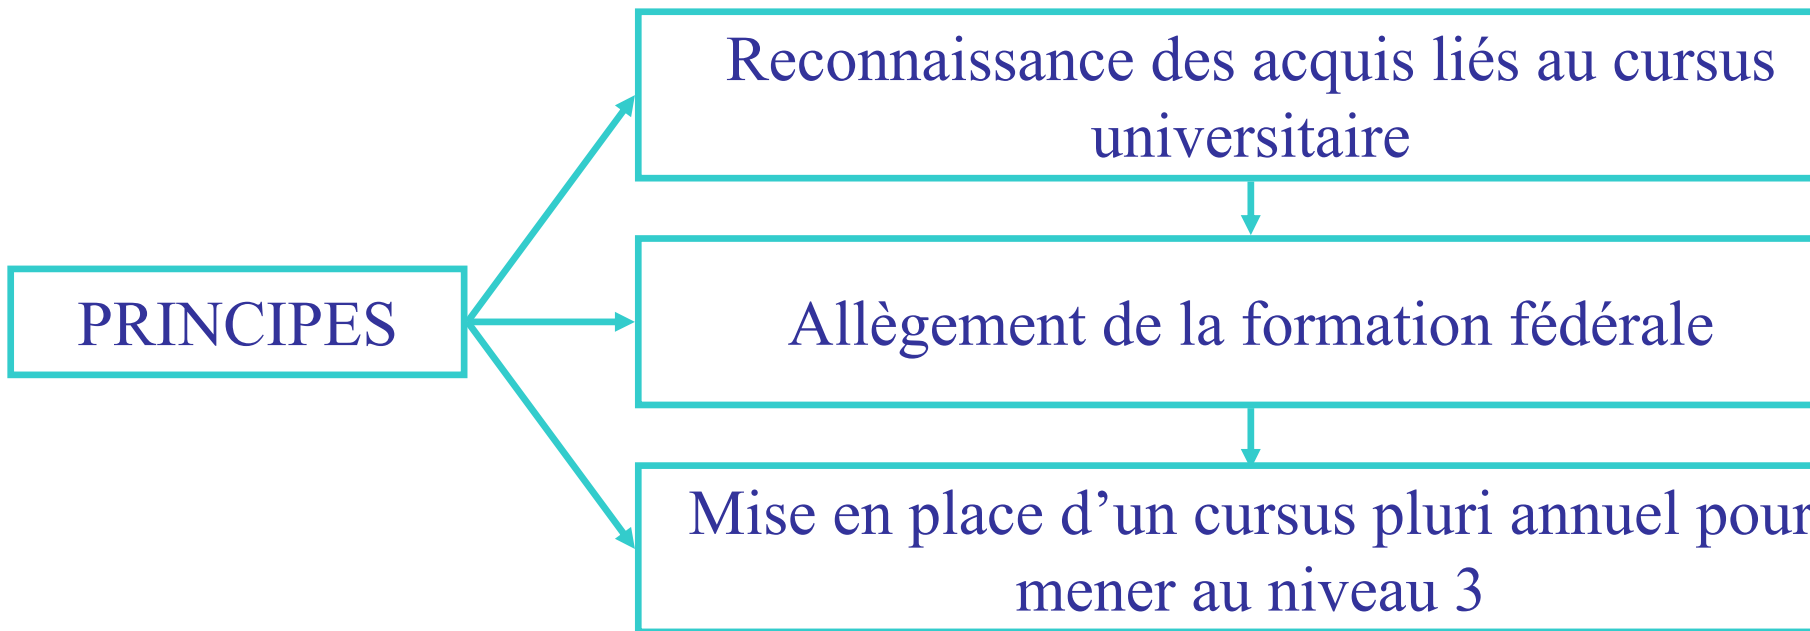 Reconnaissance des acquis liés au cursus
universitaire
PRINCIPES
Allègement de la formation fédérale
Mise en place d’un cursus pluri annuel pour
mener au niveau 3